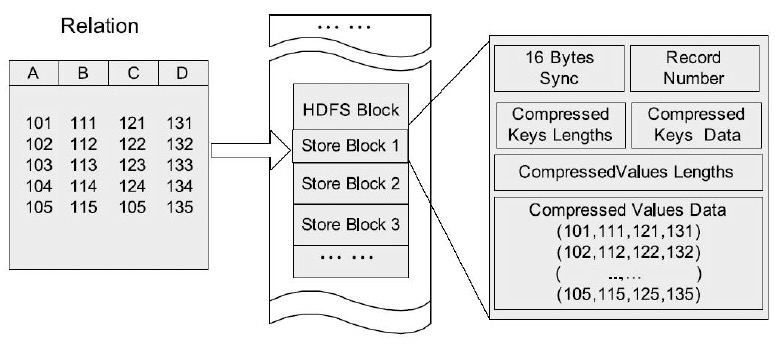 Relation
A B C D
101 111 121 131
102 112 122 132
103 113 123 133
104 114 124 134
105 115 105 135
... ...
HDFS Block
Store Block 1
Store Block 2
Store Block 3
... ...
16 Bytes
Sync
Record
Number
Compressed
Keys Lengths
Compressed
Keys Data
CompressedValues Lengths
Compressed Values Data
(101,111,121,131)
(102,112,122,132)
( ...,... )
(105,115,125,135)